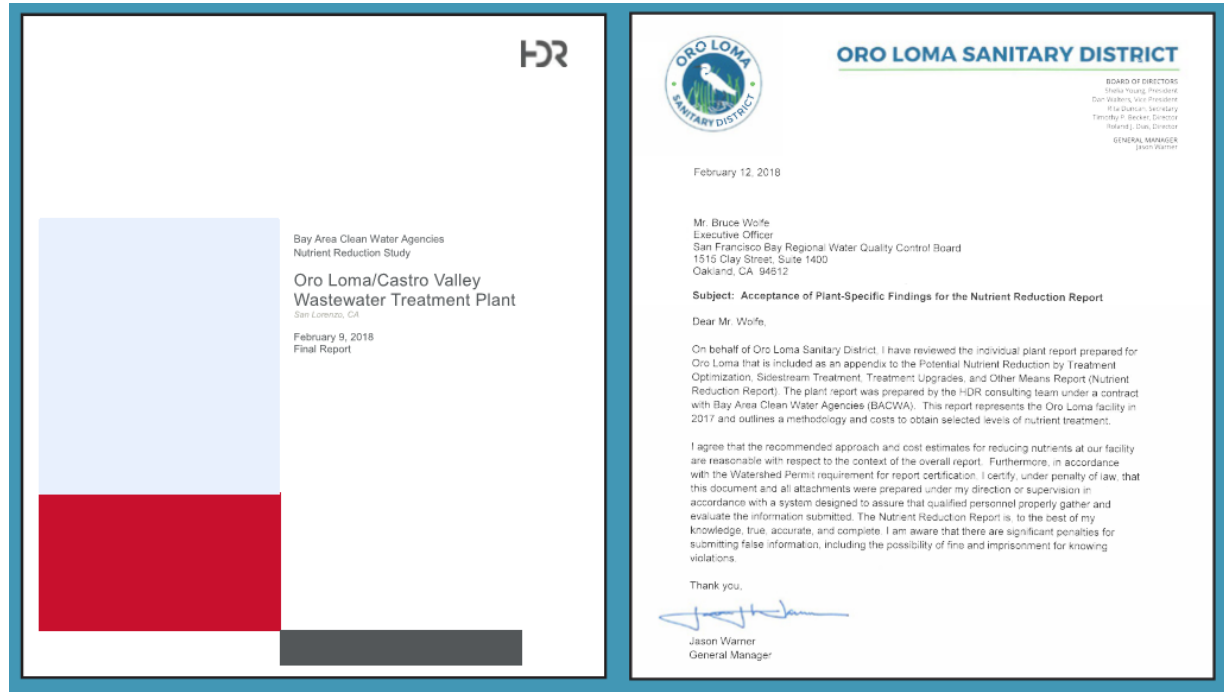 HDR
Bay Area Clean Water Agencies
Nutrient Reduction Study
Oro Loma/Castro Valley
Wastewater Treatment Plant
San Lorenzo, CA
February 9, 2018
Final Report
ORO LOMA
SANITARY DISTRICT
ORO LOMA SANITARY DISTRICT
BOARD OF DIRECTORS
Shelia Young, President
Dan Walters, Vice President
Rita Duncan, Secretary
Timothy P. Becker, Director
Roland J. Dias, Director
GENERAL MANAGER
Jason Warner
February 12, 2018
Mr. Bruce Wolfe
Executive Officer
San Francisco Bay Regional Water Quality Control Board
1515 Clay Street, Suite 1400
Oakland, CA 94612
Subject: Acceptance of Plant-Specific Findings for the Nutrient Reduction Report
Dear Mr. Wolfe,
On behalf of Oro Loma Sanitary District, I have reviewed the individual plant report prepared for
Oro Loma that is included as an appendix to the Potential Nutrient Reduction by Treatment
Optimization, Sidestream Treatment, Treatment Upgrades, and Other Means Report (Nutrient
Reduction Report). The plant report was prepared by the HDR consulting team under a contract
with Bay Area Clean Water Agencies (BACWA). This report represents the Oro Loma facility in
2017 and outlines a methodology and costs to obtain selected levels of nutrient treatment.
I agree that the recommended approach and cost estimates for reducing nutrients at our facility
are reasonable with respect to the context of the overall report. Furthermore, in accordance
with the Watershed Permit requirement for report certification, I certify, under penalty of law, that
this document and all attachments were prepared under my direction or supervision in
accordance with a system designed to assure that qualified personnel properly gather and
evaluate the information submitted. The Nutrient Reduction Report is, to the best of my
knowledge, true, accurate, and complete. I am aware that there are significant penalties for
submitting false information, including the possibility of fine and imprisonment for knowing
violations.
Thank you,
Jason Warner
General Manager